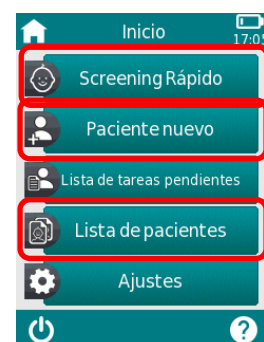 Inicio
17:05
Screening Rápido
Paciente nuevo
Lista de tareas pendientes
Lista de pacientes
Ajustes
?